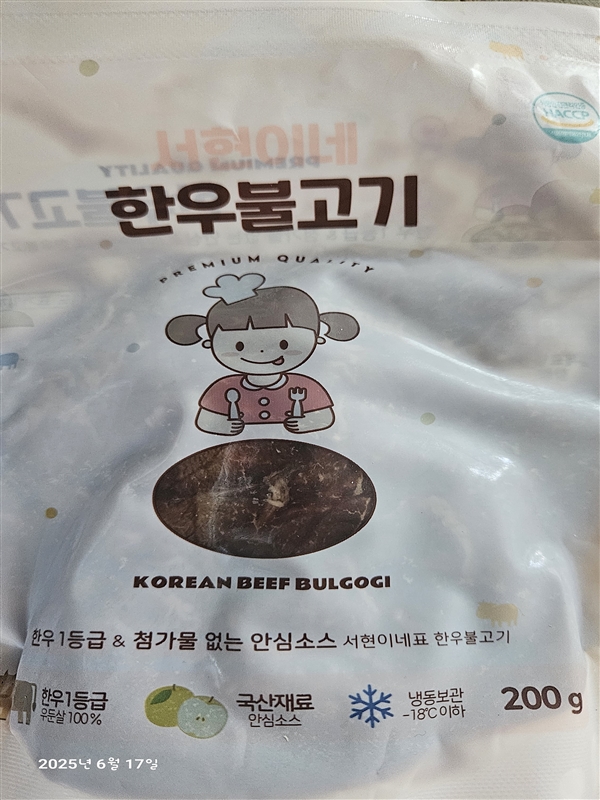 HACCP
한우불고기
PREMIUM QUALITY
KOREAN BEEF BULGOGI
한우 1등급 & 첨가물 없는 안심소스 서현이네표 한우불고기
한우1등급
우둔살 100%
국산재료
안심소스
냉동보관
-18℃ 이하
200 g
2025년 6월 17일